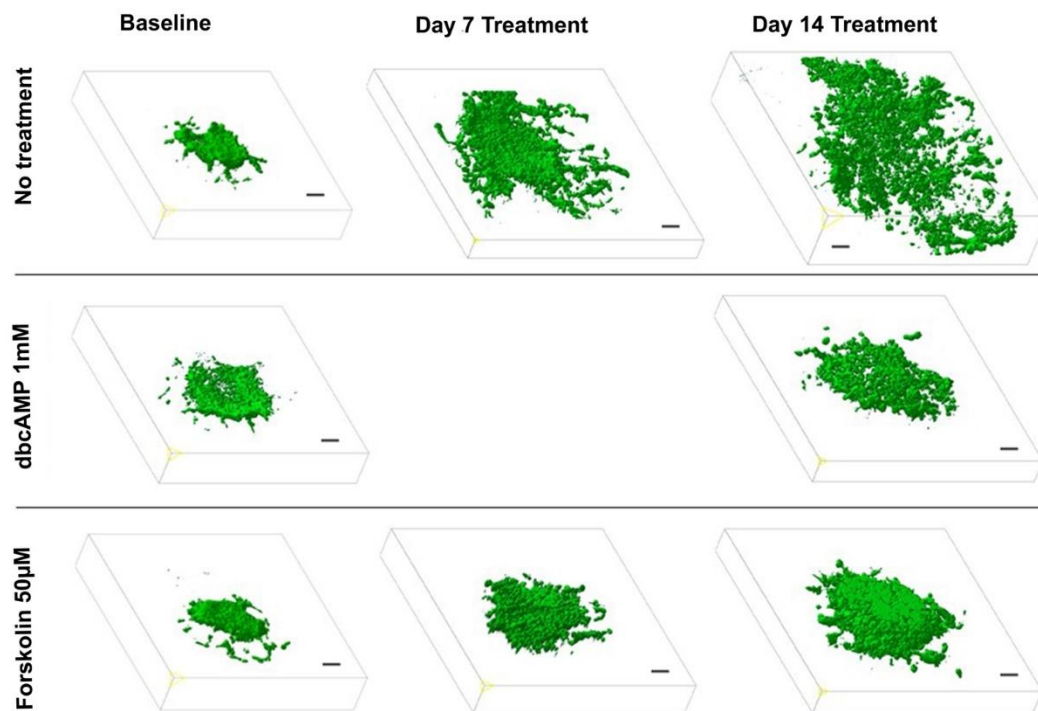 Baseline
Day 7 Treatment
Day 14 Treatment
No treatment
dbcAMP 1mM
Forskolin 50µM